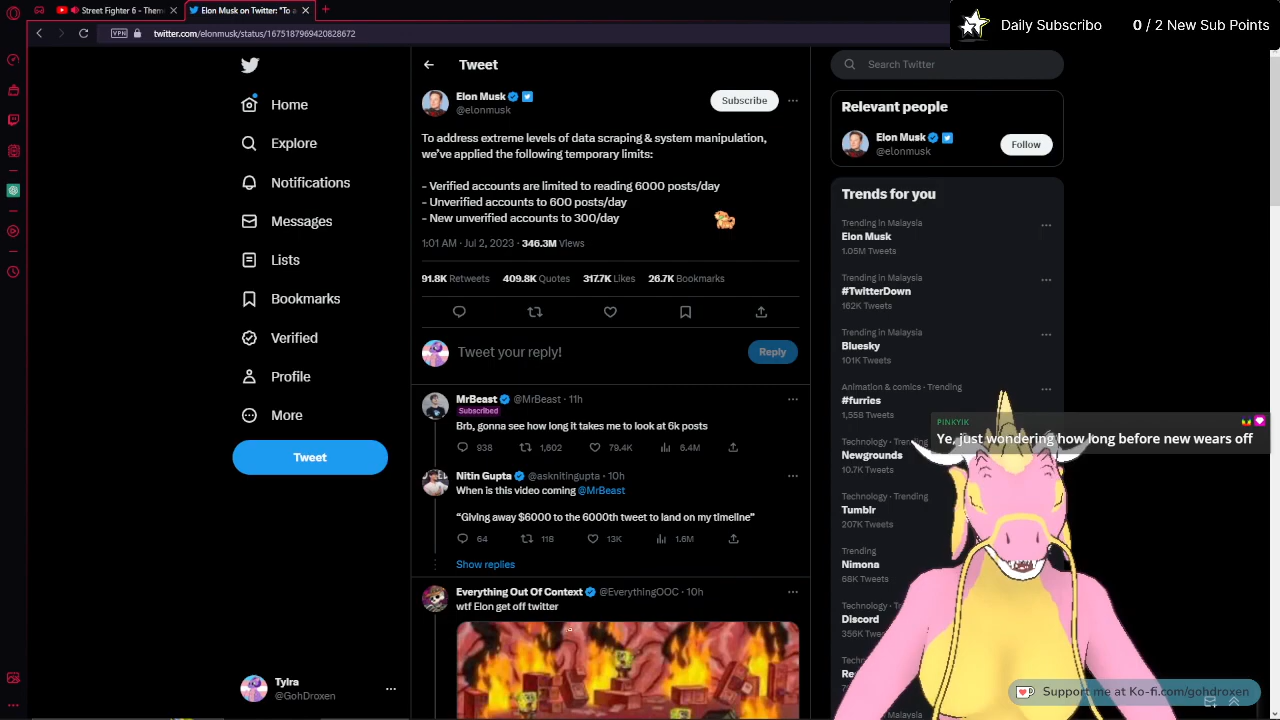 Street Fighter 6 - Them
Elon Musk on Twitter: "To a
VPN
twitter.com/elonmusk/status/1675187969420828672
Daily Subscribo
0 / 2 New Sub Points
Home
Explore
Notifications
Messages
Lists
Bookmarks
Verified
Profile
More
Tweet
Tylra
@GohDroxen
Tweet
Elon Musk
@elonmusk
Subscribe
To address extreme levels of data scraping & system manipulation,
we've applied the following temporary limits:
- Verified accounts are limited to reading 6000 posts/day
- Unverified accounts to 600 posts/day
- New unverified accounts to 300/day
1:01 AM · Jul 2, 2023 · 346.3M Views
91.8K Retweets 409.8K Quotes 317.7K Likes 26.7K Bookmarks
Tweet your reply!
Reply
MrBeast @MrBeast · 11h
Subscribed
Brb, gonna see how long it takes me to look at 6k posts
938 1,602 79.4K 6.4M
Nitin Gupta @asknitingupta · 10h
When is this video coming @MrBeast
“Giving away $6000 to the 6000th tweet to land on my timeline”
64 118 13K 1.6M
Show replies
Everything Out Of Context @EverythingOOC · 10h
wtf Elon get off twitter
Search Twitter
Relevant people
Elon Musk
@elonmusk
Follow
Trends for you
Trending in Malaysia
Elon Musk
1.05M Tweets
Trending in Malaysia
#TwitterDown
162K Tweets
Trending in Malaysia
Bluesky
101K Tweets
Animation & comics · Trending
#furries
1,558 Tweets
Technology · Trending
Newgrounds
10.7K Tweets
Technology · Trending
Tumblr
207K Tweets
Trending
Nimona
68K Tweets
Technology ·
Discord
356K Tweets
PINKYIK
Ye, just wondering how long before new wears off
Support me at Ko-fi.com/gohdroxen